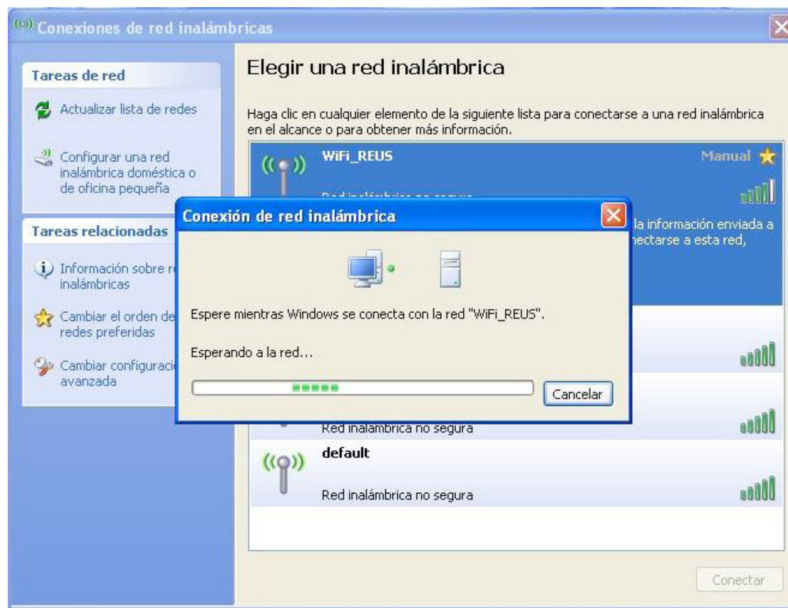 Conexiones de red inalámbricas
Tareas de red
Actualizar lista de redes
Configurar una red
inalámbrica doméstica o
de oficina pequeña
Tareas relacionadas
Información sobre
inalámbricas
Cambiar el orden de
redes preferidas
Cambiar
avanzada
Elegir una red inalámbrica
Haga clic en cualquier elemento de la siguiente lista para conectarse a una red inalámbrica
en el alcance o para obtener más información.
WiFi_REUS
Manual
la información enviada a
a esta red,
Conexión de red inalámbrica
Espere mientras Windows se conecta con la red "WiFi_REUS".
Esperando a la red...
Cancelar
Red inalámbrica no segura
default
Red inalámbrica no segura
Conectar